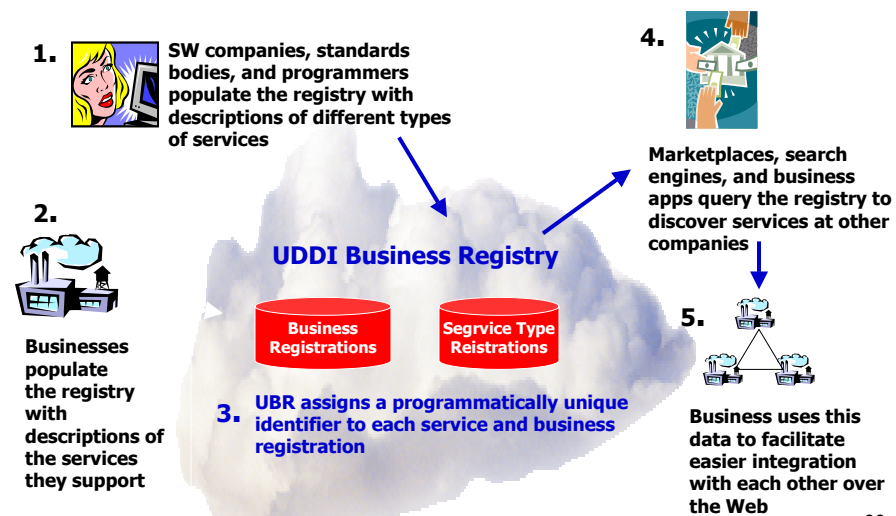 1.
SW companies, standards
bodies, and programmers
populate the registry with
descriptions of different types
of services
2.
Businesses
populate
the registry
with
descriptions of
the services
they support
UDDI Business Registry
Business
Registrations
Segrvice Type
Reistrations
3.
UBR assigns a programmatically unique
identifier to each service and business
registration
4.
Marketplaces, search
engines, and business
apps query the registry to
discover services at other
companies
5.
Business uses this
data to facilitate
easier integration
with each other over
the Web